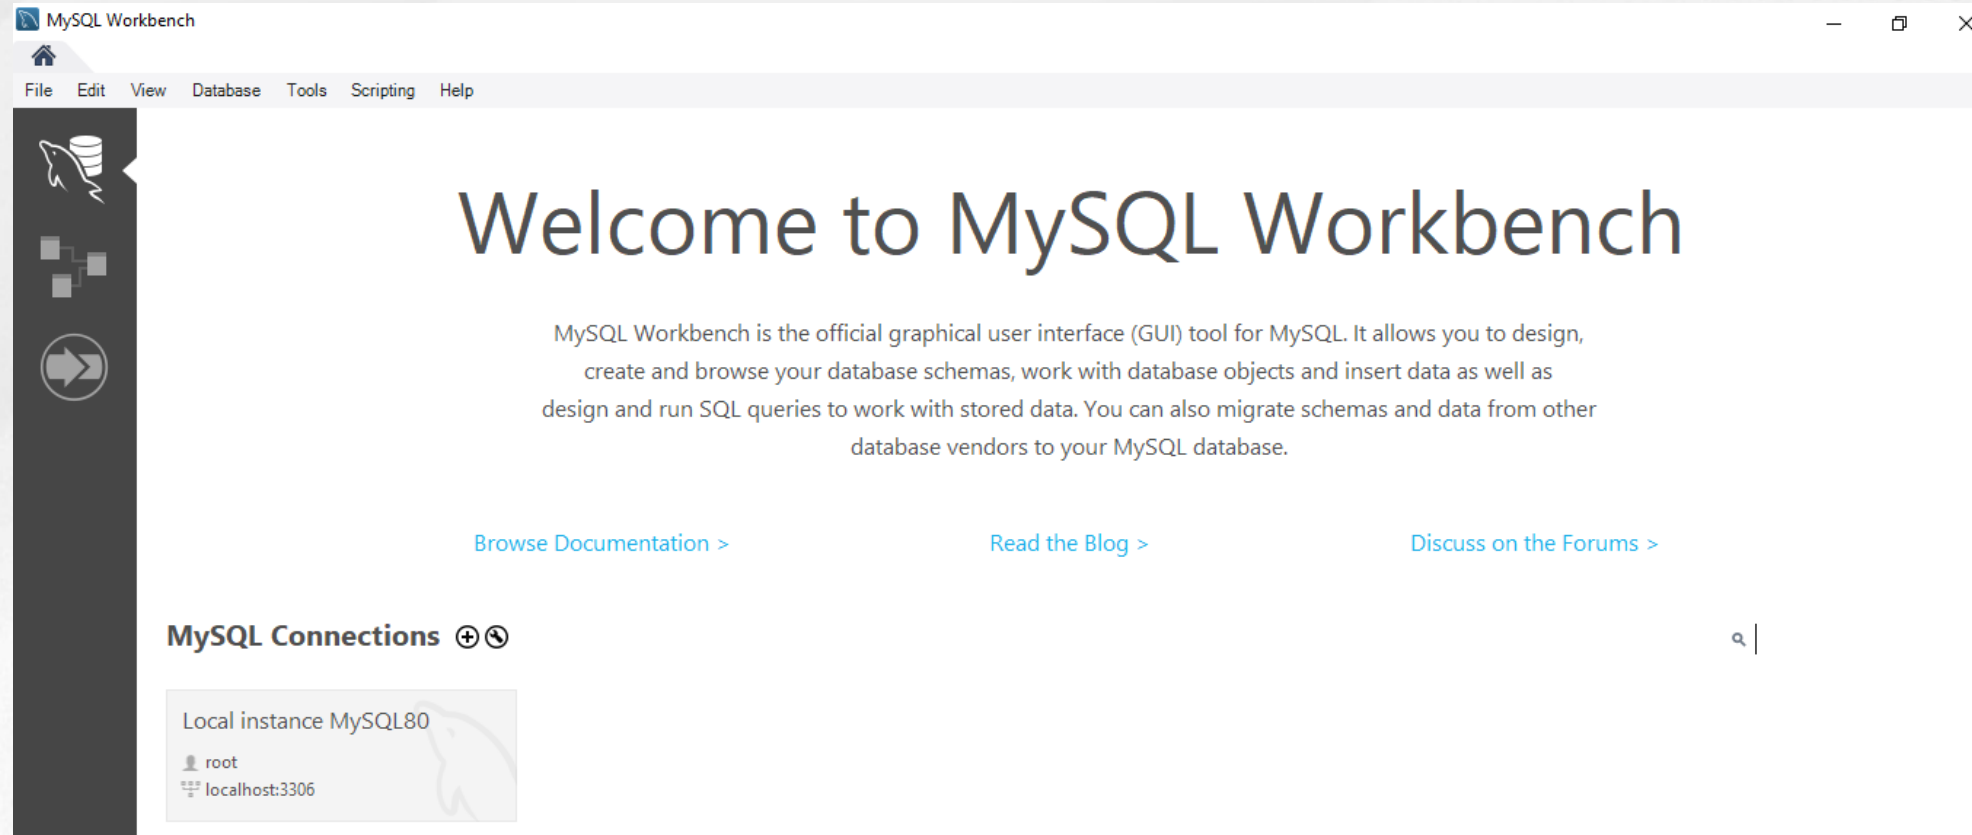 MySQL Workbench
File Edit View Database Tools Scripting Help
Welcome to MySQL Workbench
MySQL Workbench is the official graphical user interface (GUI) tool for MySQL. It allows you to design,
create and browse your database schemas, work with database objects and insert data as well as
design and run SQL queries to work with stored data. You can also migrate schemas and data from other
database vendors to your MySQL database.
Browse Documentation > Read the Blog > Discuss on the Forums >
MySQL Connections
Local instance MySQL80
root
localhost:3306